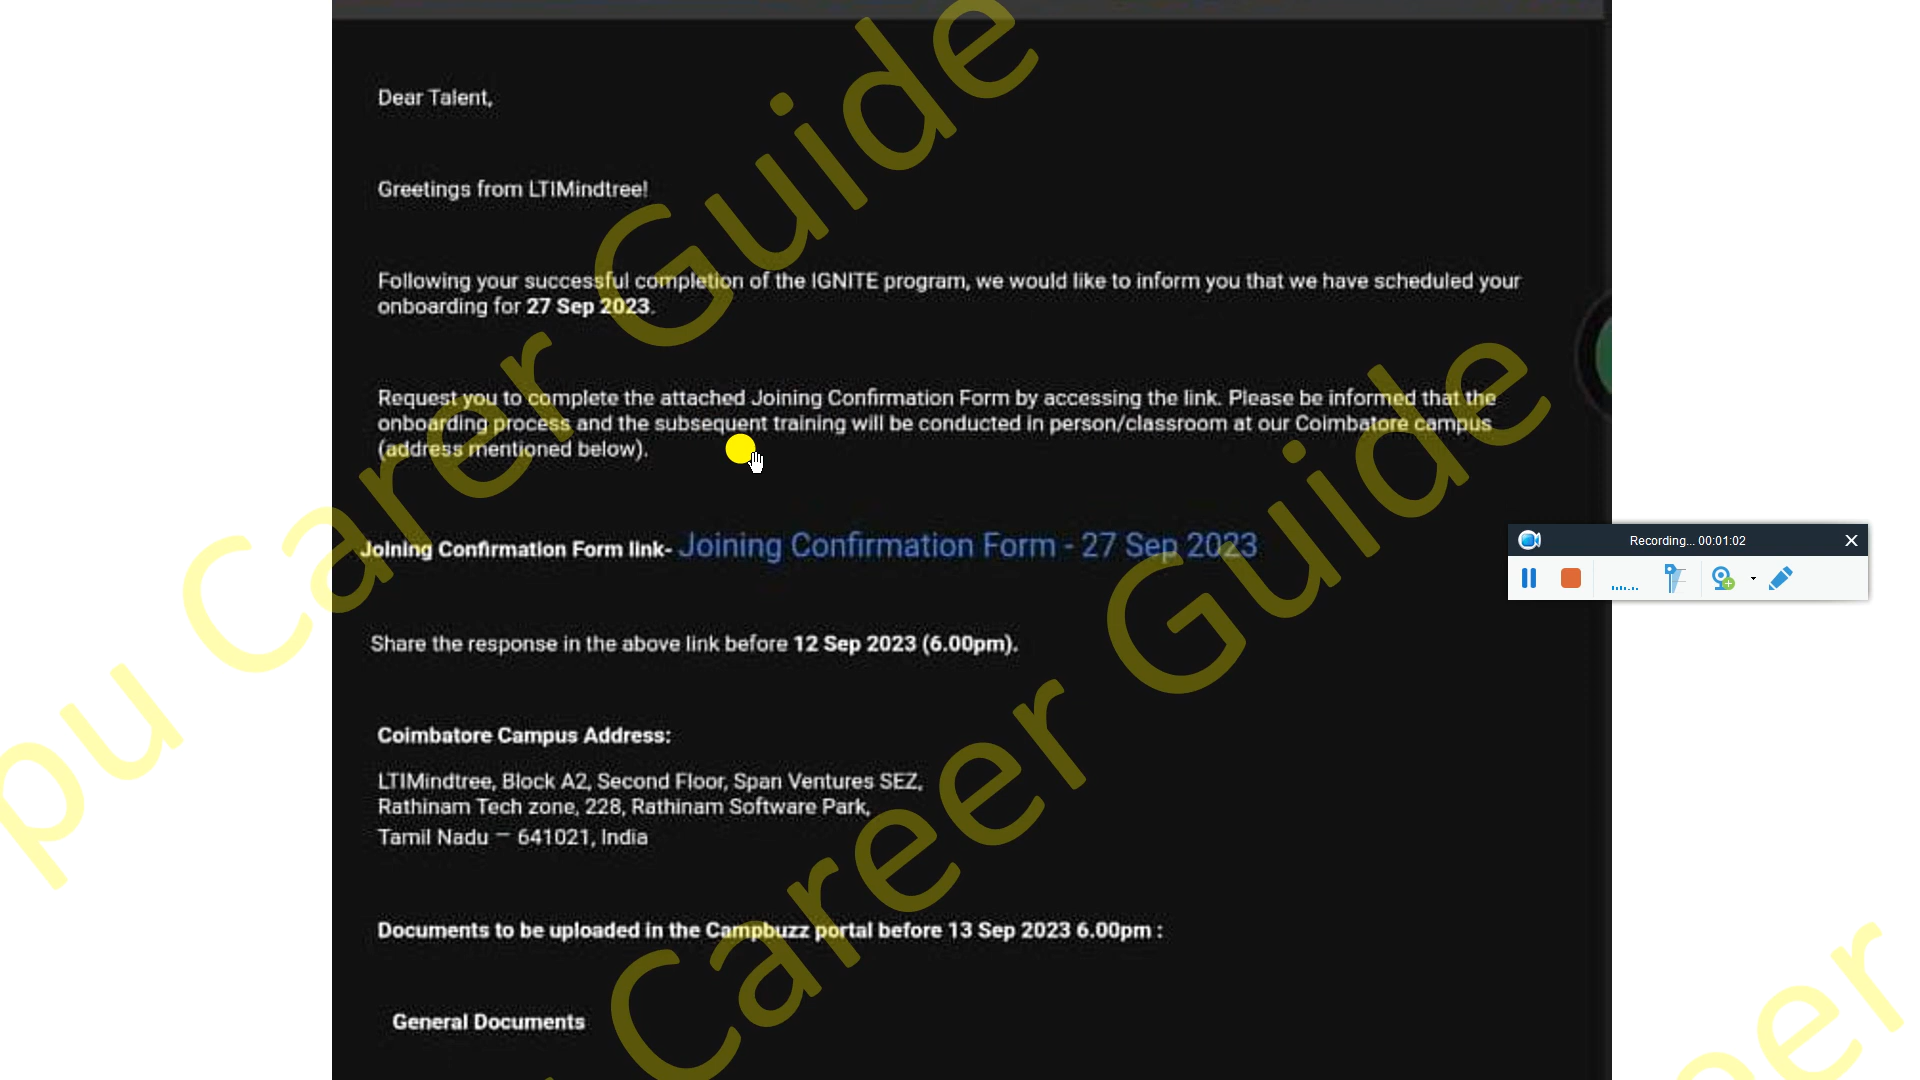 Dear Talent,
Greetings from LTIMindtree!
Following your successful completion of the IGNITE program, we would like to inform you that we have scheduled your
onboarding for 27 Sep 2023.
Request you to complete the attached Joining Confirmation Form by accessing the link. Please be informed that the
onboarding process and the subsequent training will be conducted in person/classroom at our Coimbatore campus
(address mentioned below).
Joining Confirmation Form link- Joining Confirmation Form - 27 Sep 2023
Recording... 00:01:02
Share the response in the above link before 12 Sep 2023 (6.00pm).
Coimbatore Campus Address:
LTIMindtree, Block A2, Second Floor, Span Ventures SEZ,
Rathinam Tech zone, 228, Rathinam Software Park,
Tamil Nadu – 641021, India
Documents to be uploaded in the Campbuzz portal before 13 Sep 2023 6.00pm :
General Documents
pu Career Guide
Career Guide
eer